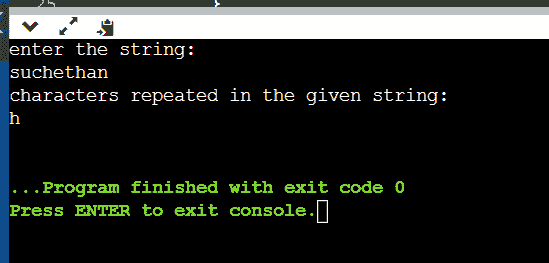 25 }
enter the string:
suchethan
characters repeated in the given string:
h
...Program finished with exit code 0
Press ENTER to exit console.